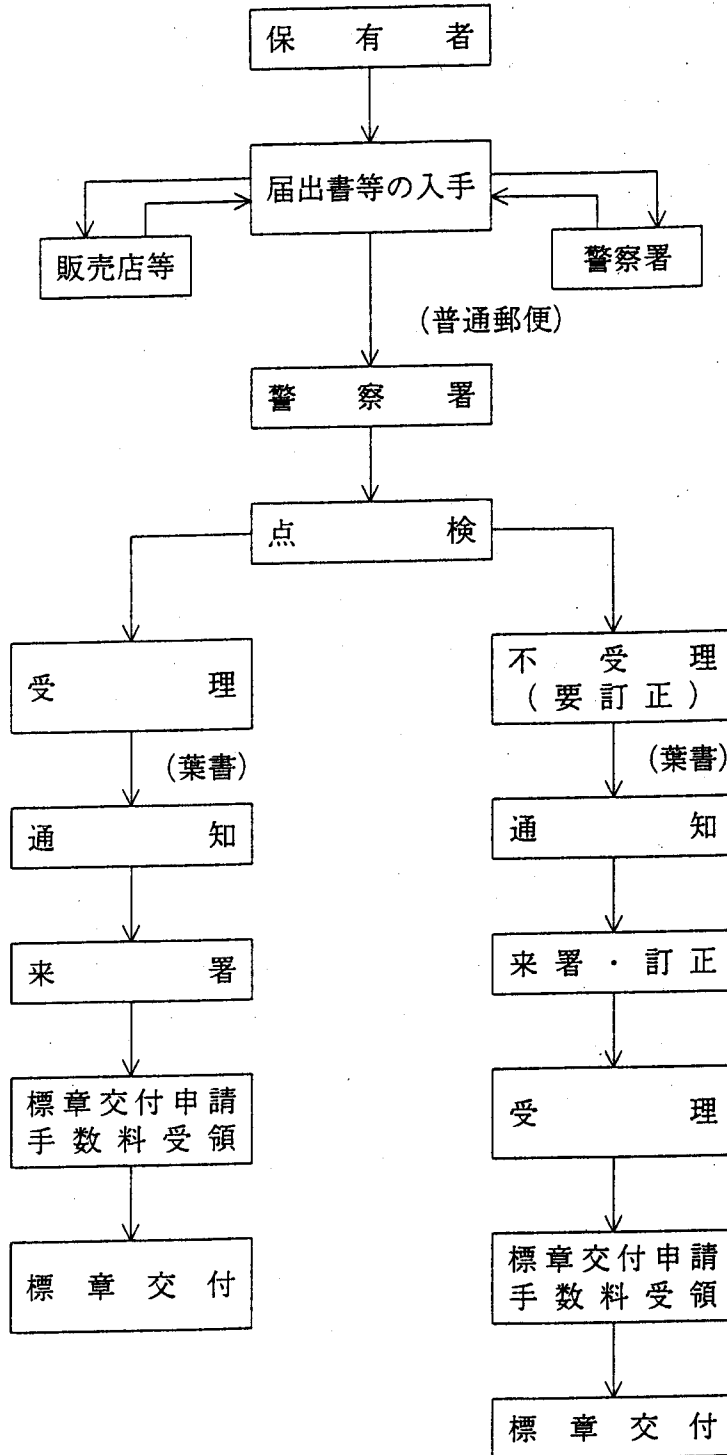 保有者
届出書等の入手
販売店等
警察署
(普通郵便)
警察署
点検
受理
不受理
(要訂正)
(葉書)
(葉書)
通知
通知
来署
来署・訂正
標章交付申請
手数料受領
受理
標章交付
標章交付申請
手数料受領
標章交付